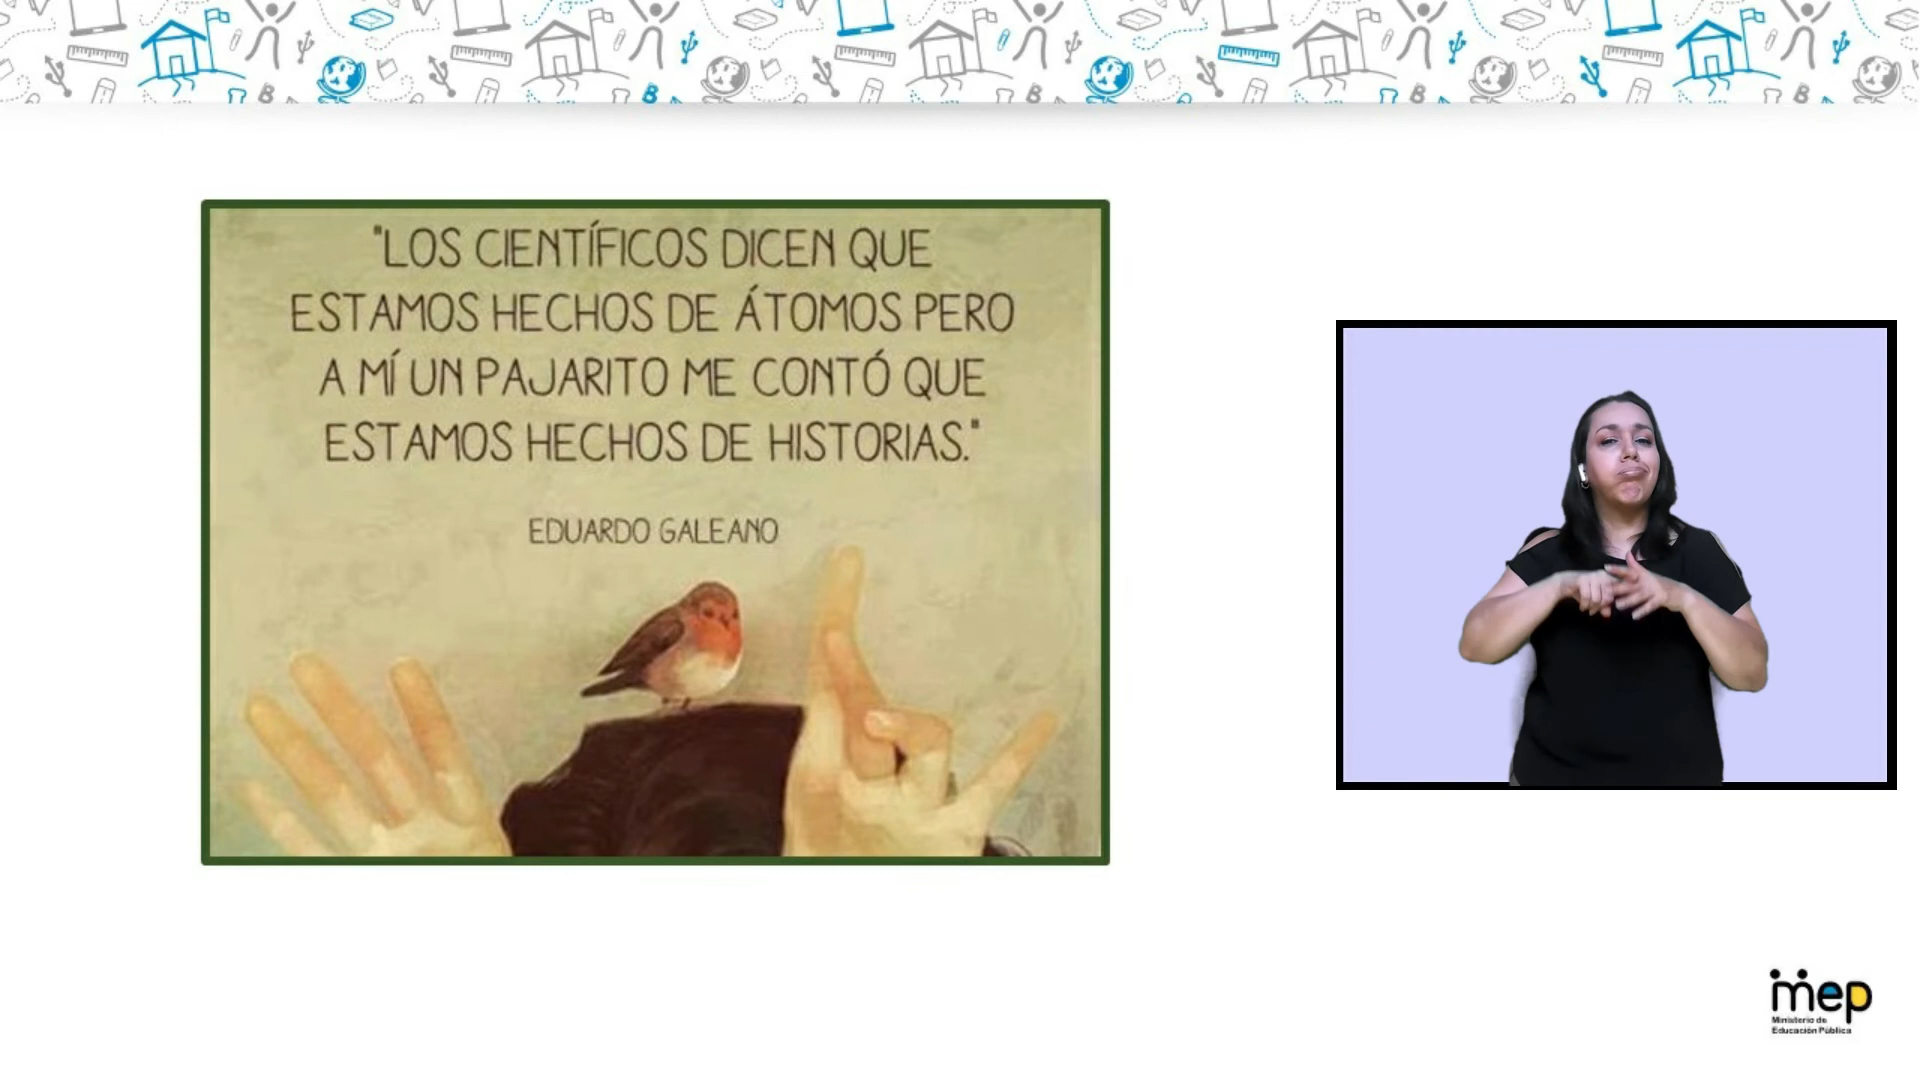 "LOS CIENTÍFICOS DICEN QUE
ESTAMOS HECHOS DE ÁTOMOS PERO
A MÍ UN PAJARITO ME CONTÓ QUE
ESTAMOS HECHOS DE HISTORIAS."
EDUARDO GALEANO
mep
Ministerio de
Educación Pública